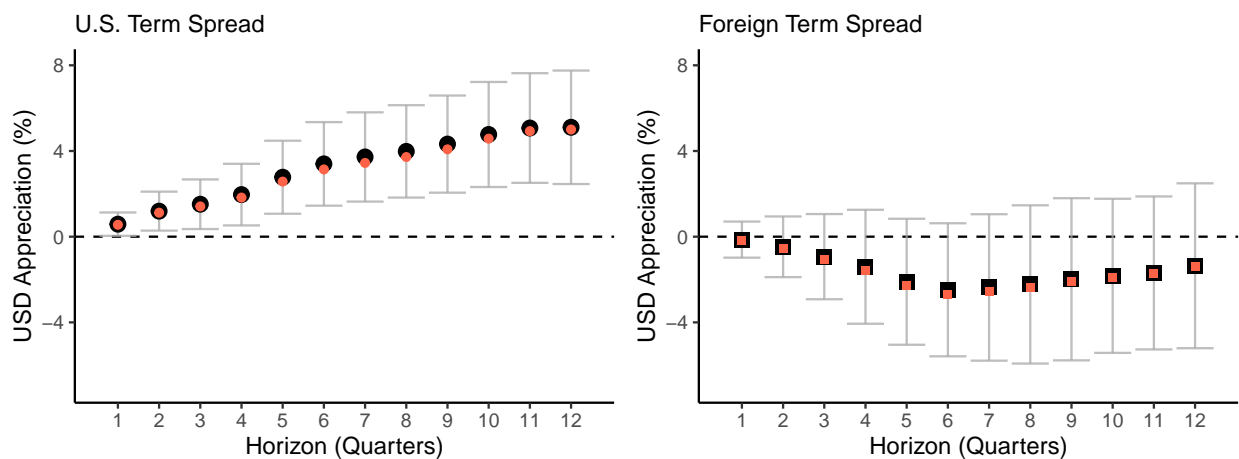 U.S. Term Spread
USD Appreciation (%)
8
4
0
−4
1 2 3 4 5 6 7 8 9 10 11 12
Horizon (Quarters)
Foreign Term Spread
USD Appreciation (%)
8
4
0
−4
1 2 3 4 5 6 7 8 9 10 11 12
Horizon (Quarters)